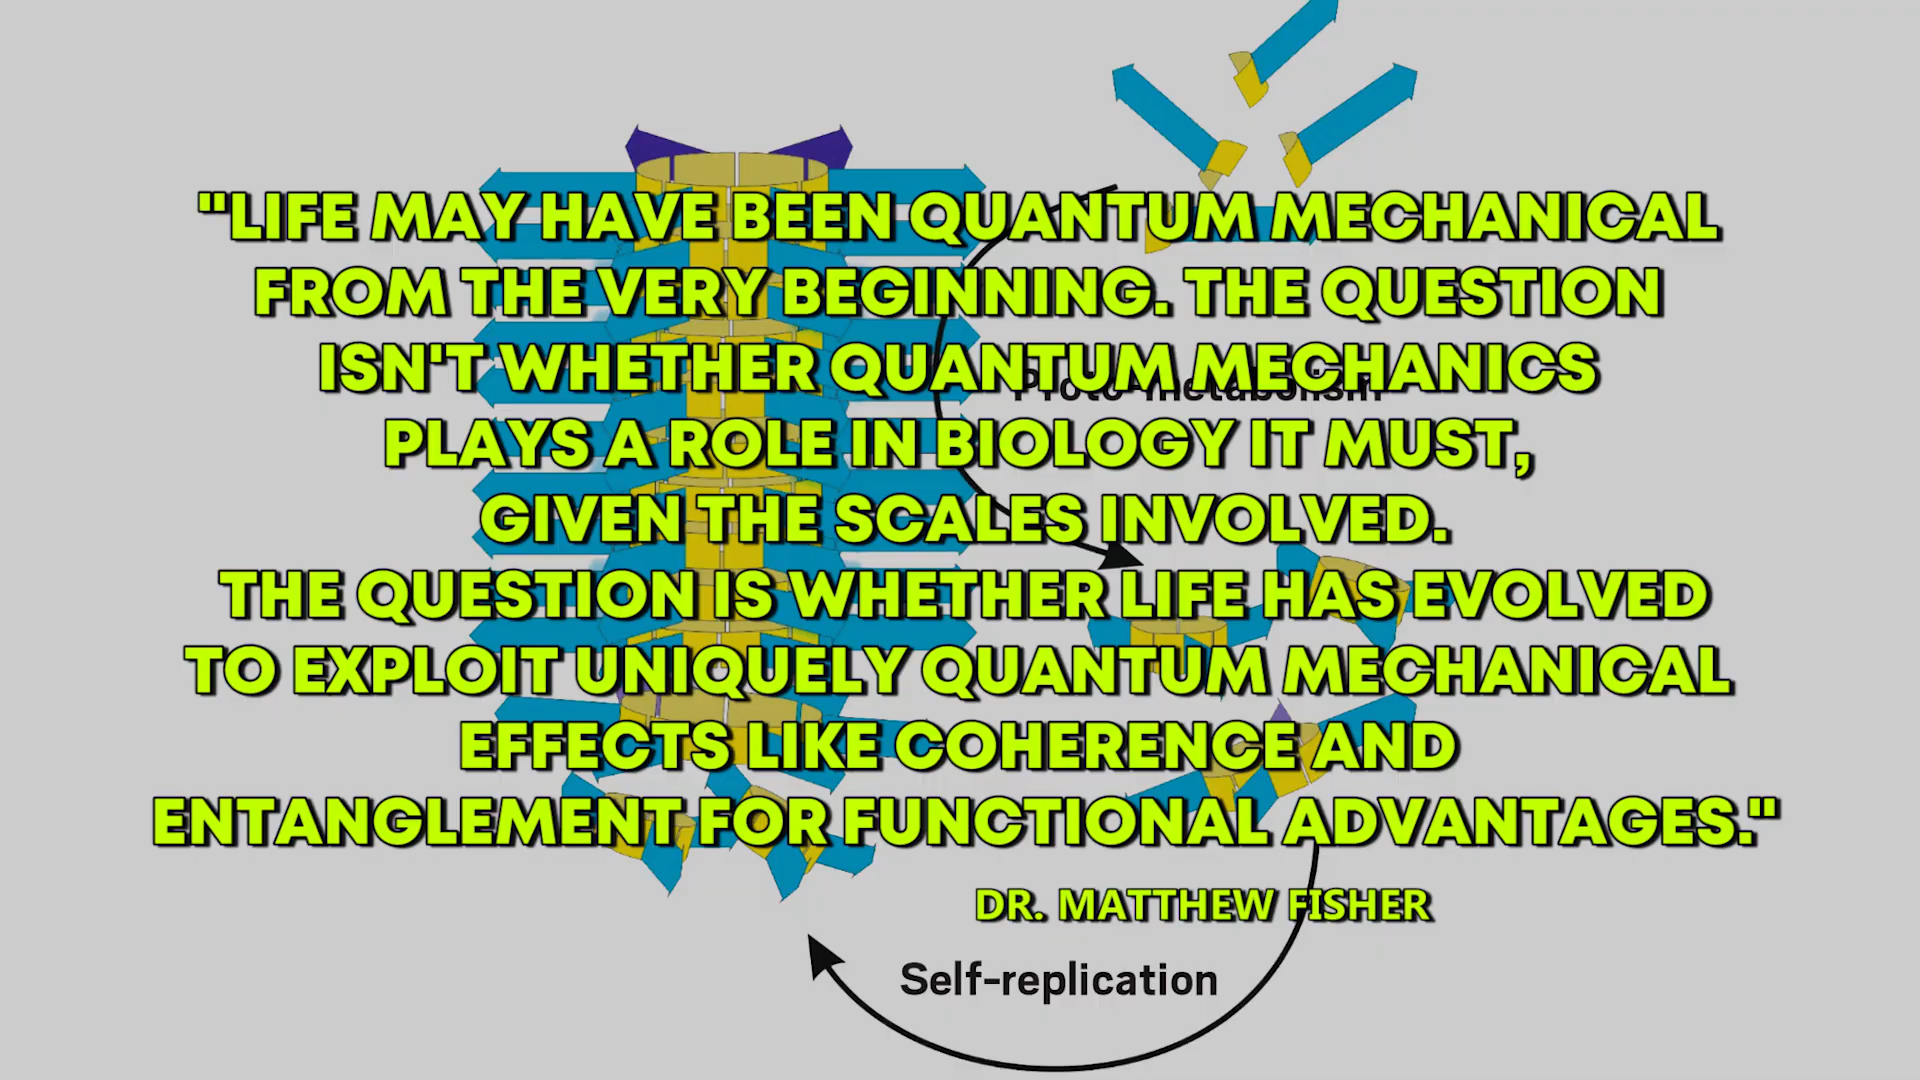 "LIFE MAY HAVE BEEN QUANTUM MECHANICAL
FROM THE VERY BEGINNING. THE QUESTION
ISN'T WHETHER QUANTUM MECHANICS
PLAYS A ROLE IN BIOLOGY IT MUST,
GIVEN THE SCALES INVOLVED.
THE QUESTION IS WHETHER LIFE HAS EVOLVED
TO EXPLOIT UNIQUELY QUANTUM MECHANICAL
EFFECTS LIKE COHERENCE AND
ENTANGLEMENT FOR FUNCTIONAL ADVANTAGES."
DR. MATTHEW FISHER
Proto-metabolism
Self-replication